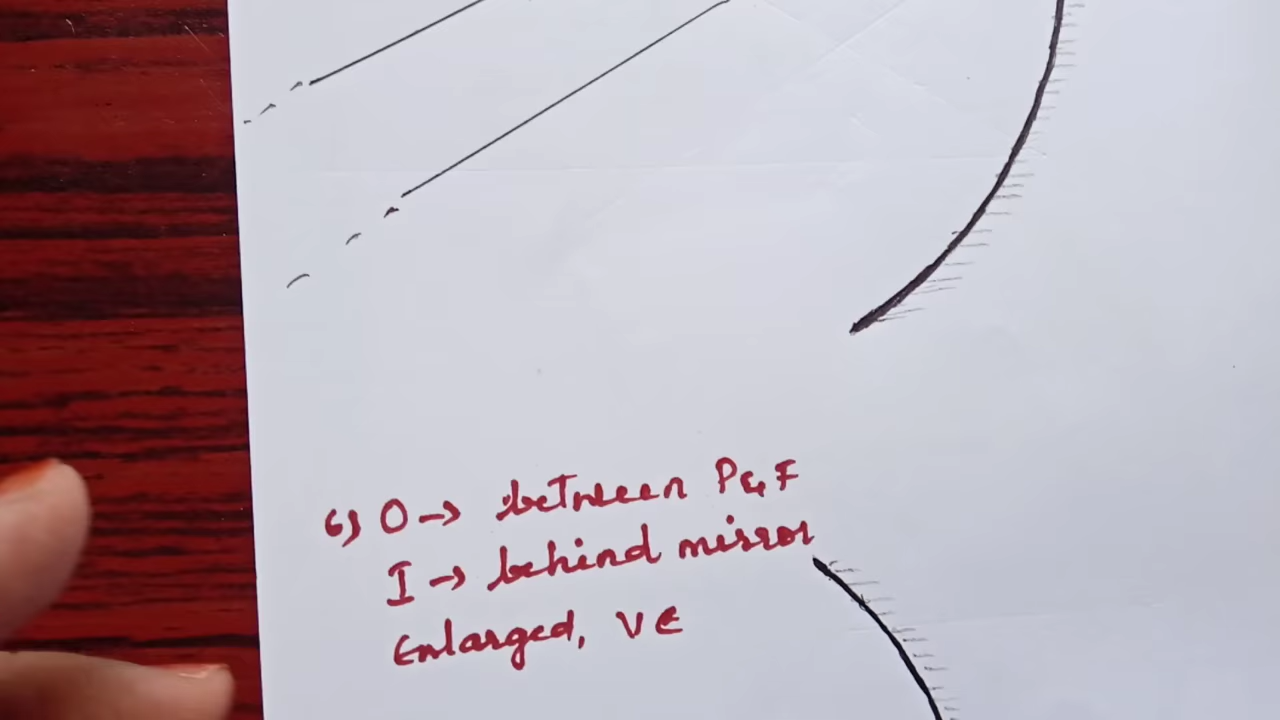 6) O → between P & F
I → behind mirror
Enlarged, VE